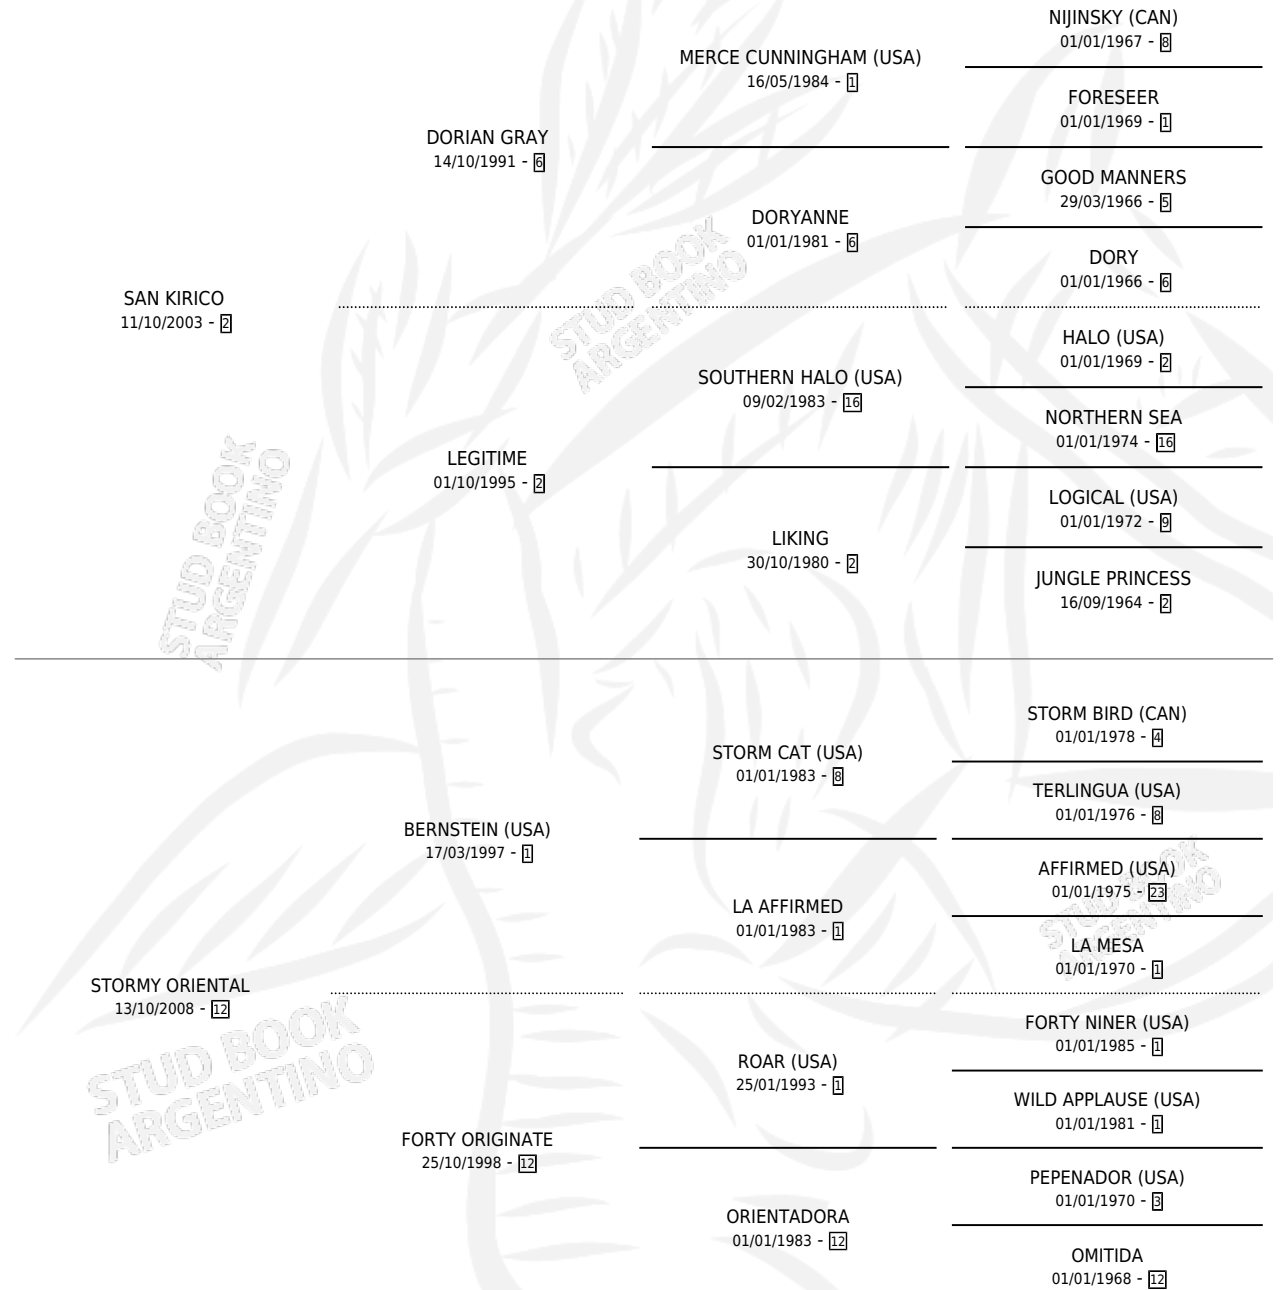 NIJINSKY (CAN)
01/01/1967 - 8
MERCE CUNNINGHAM (USA)
16/05/1984 - 1
FORESEER
01/01/1969 - 1
DORIAN GRAY
14/10/1991 - 6
GOOD MANNERS
29/03/1966 - 5
DORYANNE
01/01/1981 - 6
DORY
01/01/1966 - 6
SAN KIRICO
11/10/2003 - 2
HALO (USA)
01/01/1969 - 2
SOUTHERN HALO (USA)
09/02/1983 - 16
NORTHERN SEA
01/01/1974 - 16
LEGITIME
01/10/1995 - 2
LOGICAL (USA)
01/01/1972 - 9
LIKING
30/10/1980 - 2
JUNGLE PRINCESS
16/09/1964 - 2
STORM BIRD (CAN)
01/01/1978 - 4
STORM CAT (USA)
01/01/1983 - 8
TERLINGUA (USA)
01/01/1976 - 8
BERNSTEIN (USA)
17/03/1997 - 1
AFFIRMED (USA)
01/01/1975 - 23
LA AFFIRMED
01/01/1983 - 1
LA MESA
01/01/1970 - 1
STORMY ORIENTAL
13/10/2008 - 12
FORTY NINER (USA)
01/01/1985 - 1
ROAR (USA)
25/01/1993 - 1
WILD APPLAUSE (USA)
01/01/1981 - 1
FORTY ORIGINATE
25/10/1998 - 12
PEPENADOR (USA)
01/01/1970 - 3
ORIENTADORA
01/01/1983 - 12
OMITIDA
01/01/1968 - 12
STUD BOOK
ARGENTINO
STUD BOOK
ARGENTINO
STUD BOOK
ARGENTINO
STUD BOOK
ARGENTINO